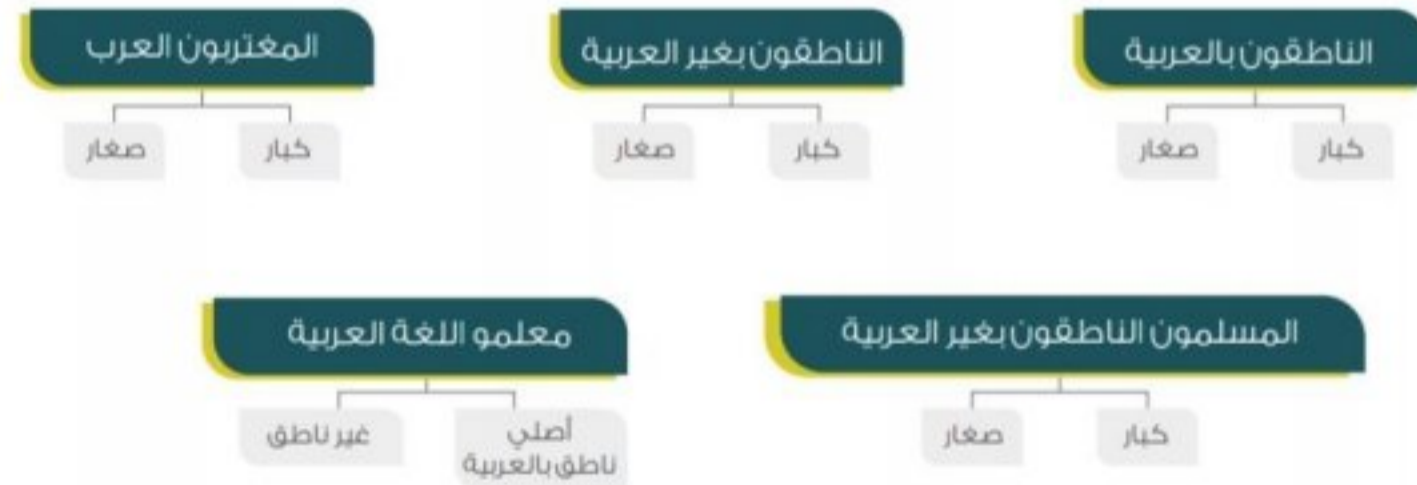 الناطقون بالعربية
الناطقون بغير العربية
المغتربون العرب
كبار
صغار
كبار
صغار
كبار
صغار
المسلمون الناطقون بغير العربية
معلمو اللغة العربية
كبار
صغار
أصلي
ناطق بالعربية
غير ناطق